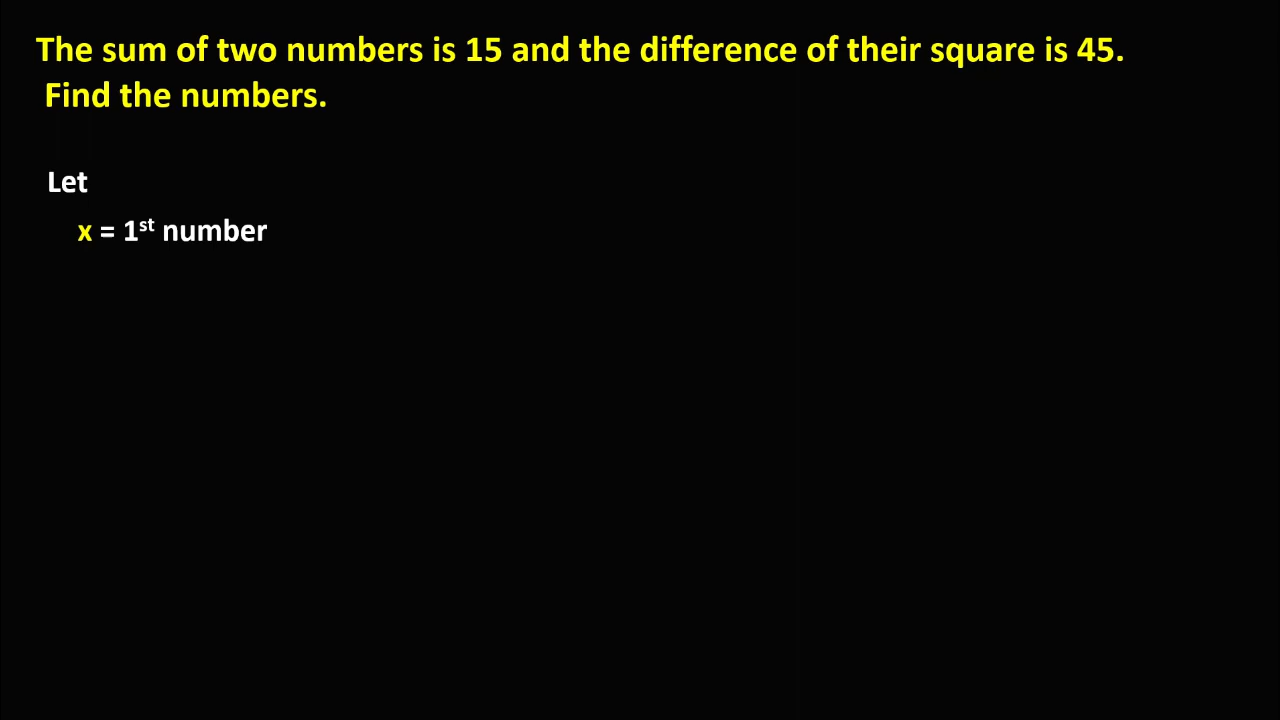 The sum of two numbers is 15 and the difference of their square is 45.
Find the numbers.
Let
x = 1st number